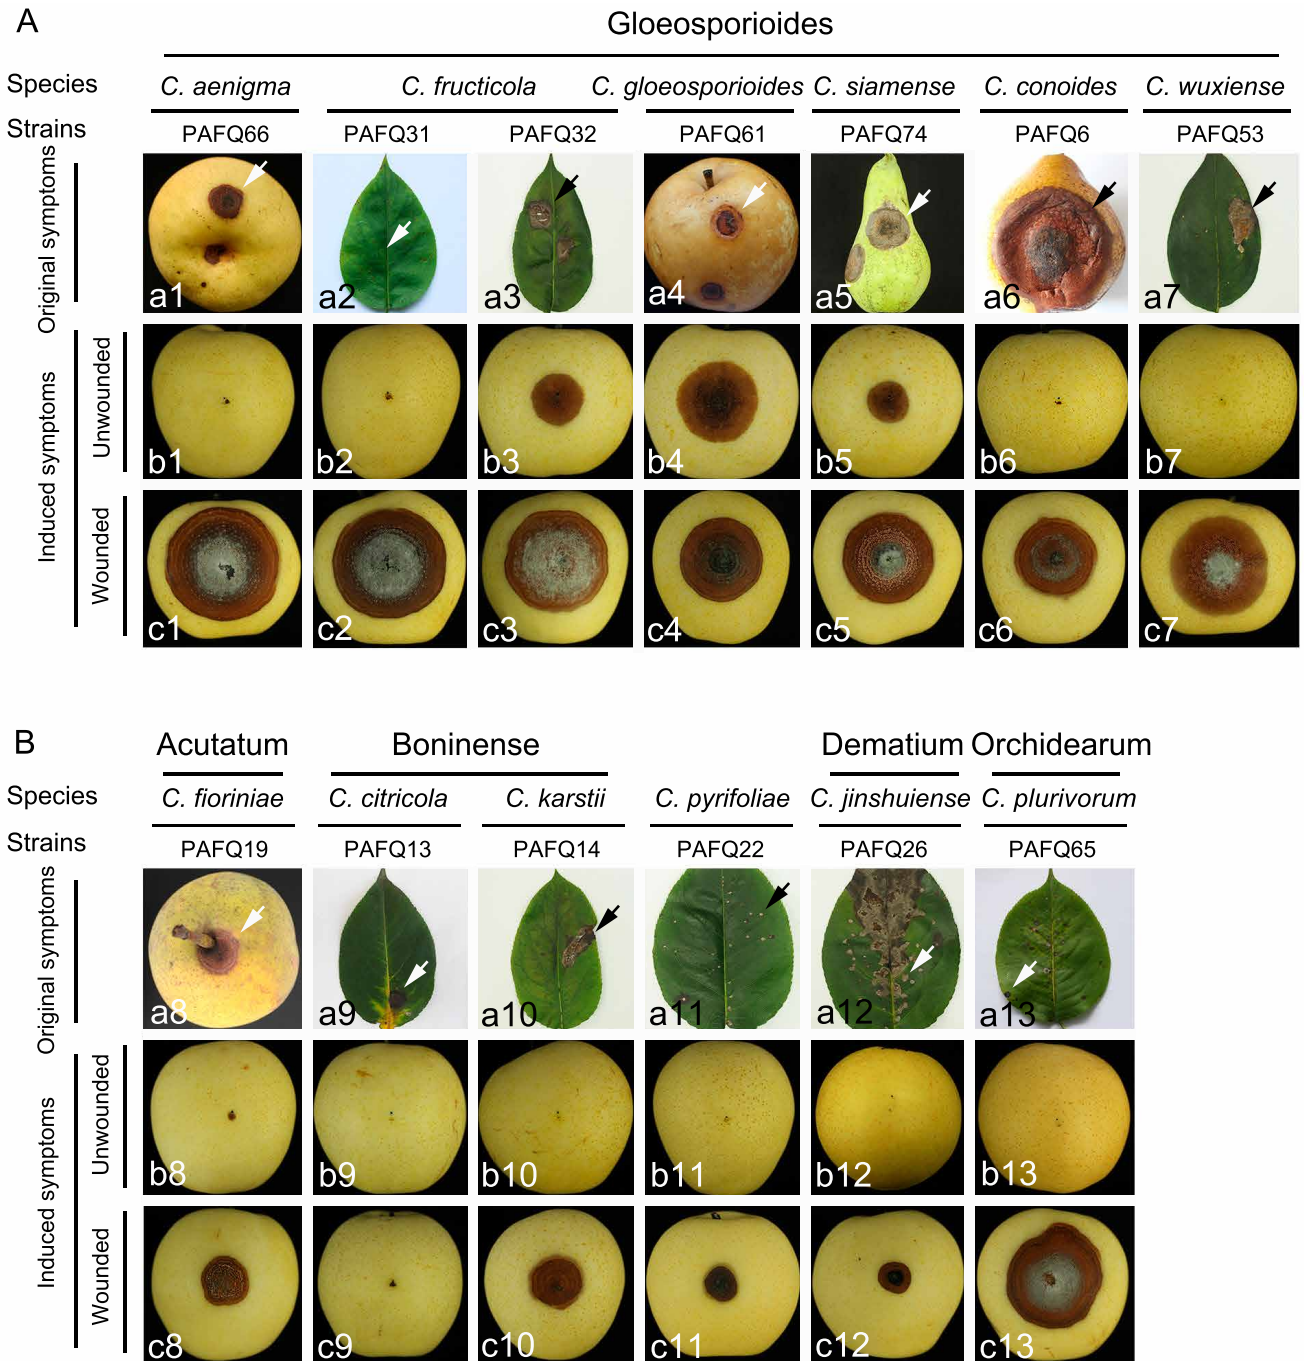 A
Gloeosporioides
Species C. aenigma C. fructicola C. gloeosporioides C. siamense C. conoides C. wuxiense
Strains PAFQ66 PAFQ31 PAFQ32 PAFQ61 PAFQ74 PAFQ6 PAFQ53
Original symptoms
a1 a2 a3 a4 a5 a6 a7
Induced symptoms
Unwounded
b1 b2 b3 b4 b5 b6 b7
Wounded
c1 c2 c3 c4 c5 c6 c7
B
Acutatum Boninense Dematium Orchidearum
Species C. fioriniae C. citricola C. karstii C. pyrifoliae C. jinshuiense C. plurivorum
Strains PAFQ19 PAFQ13 PAFQ14 PAFQ22 PAFQ26 PAFQ65
Original symptoms
a8 a9 a10 a11 a12 a13
Induced symptoms
Unwounded
b8 b9 b10 b11 b12 b13
Wounded
c8 c9 c10 c11 c12 c13